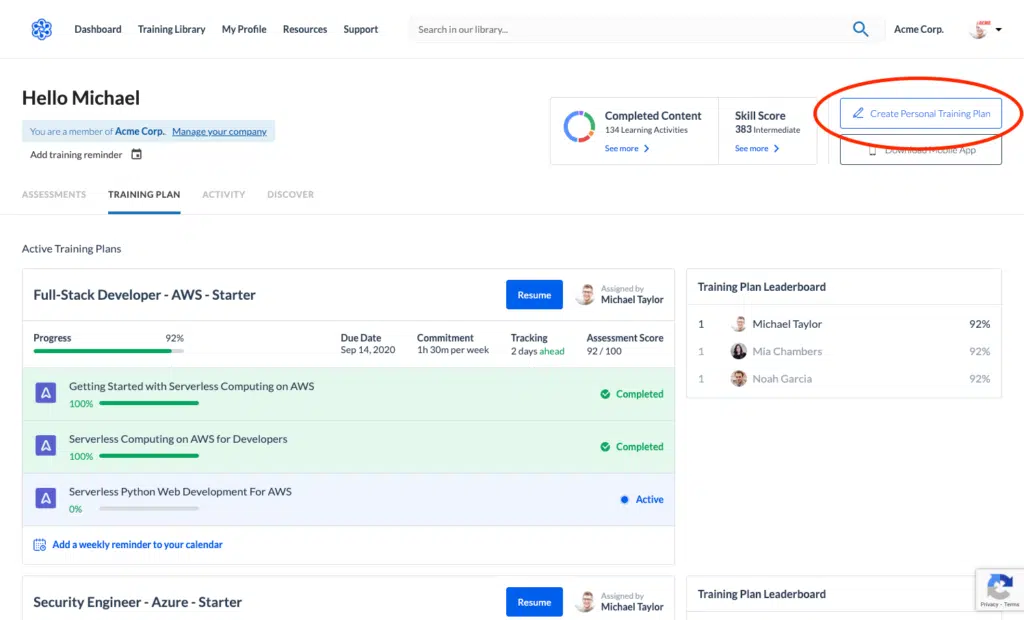 Dashboard Training Library My Profile Resources Support Search in our library... Acme Corp.
Hello Michael
You are a member of Acme Corp. Manage your company
Add training reminder
Completed Content
134 Learning Activities
See more
Skill Score
383 Intermediate
See more
Create Personal Training Plan
Download Mobile App
ASSESSMENTS TRAINING PLAN ACTIVITY DISCOVER
Active Training Plans
Full-Stack Developer - AWS - Starter
Resume
Assigned by
Michael Taylor
Progress 92%
Due Date
Sep 14, 2020
Commitment
1h 30m per week
Tracking
2 days ahead
Assessment Score
92 / 100
Getting Started with Serverless Computing on AWS
100%
Completed
Serverless Computing on AWS for Developers
100%
Completed
Serverless Python Web Development For AWS
0%
Active
Add a weekly reminder to your calendar
Training Plan Leaderboard
1 Michael Taylor 92%
1 Mia Chambers 92%
1 Noah Garcia 92%
Security Engineer - Azure - Starter
Resume
Assigned by
Michael Taylor
Training Plan Leaderboard
Privacy - Terms